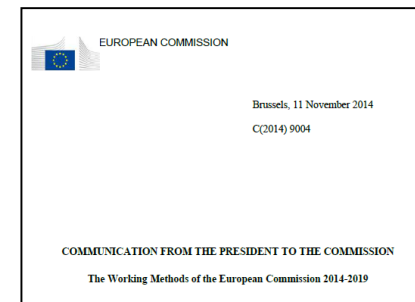 EUROPEAN COMMISSION
Brussels, 11 November 2014
C(2014) 9004
COMMUNICATION FROM THE PRESIDENT TO THE COMMISSION
The Working Methods of the European Commission 2014-2019